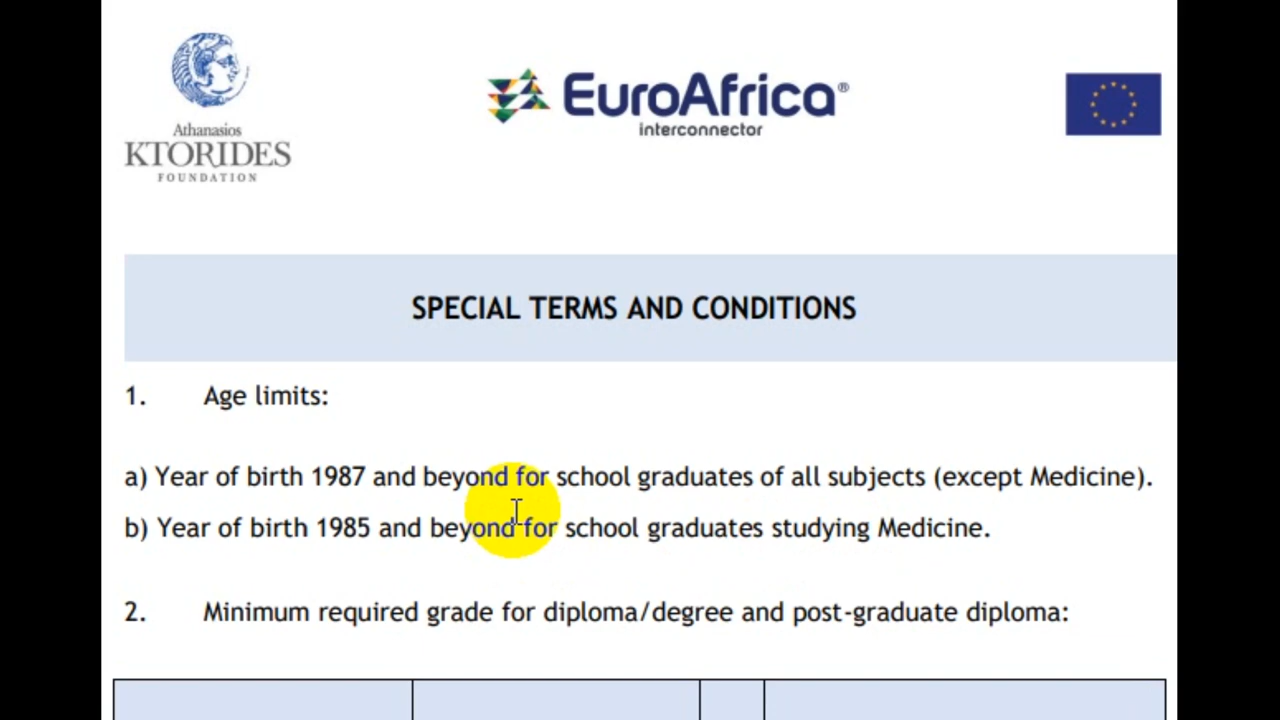 Athanasios
KTORIDES
FOUNDATION
EuroAfrica®
interconnector
SPECIAL TERMS AND CONDITIONS
1. Age limits:
a) Year of birth 1987 and beyond for school graduates of all subjects (except Medicine).
b) Year of birth 1985 and beyond for school graduates studying Medicine.
2. Minimum required grade for diploma/degree and post-graduate diploma: